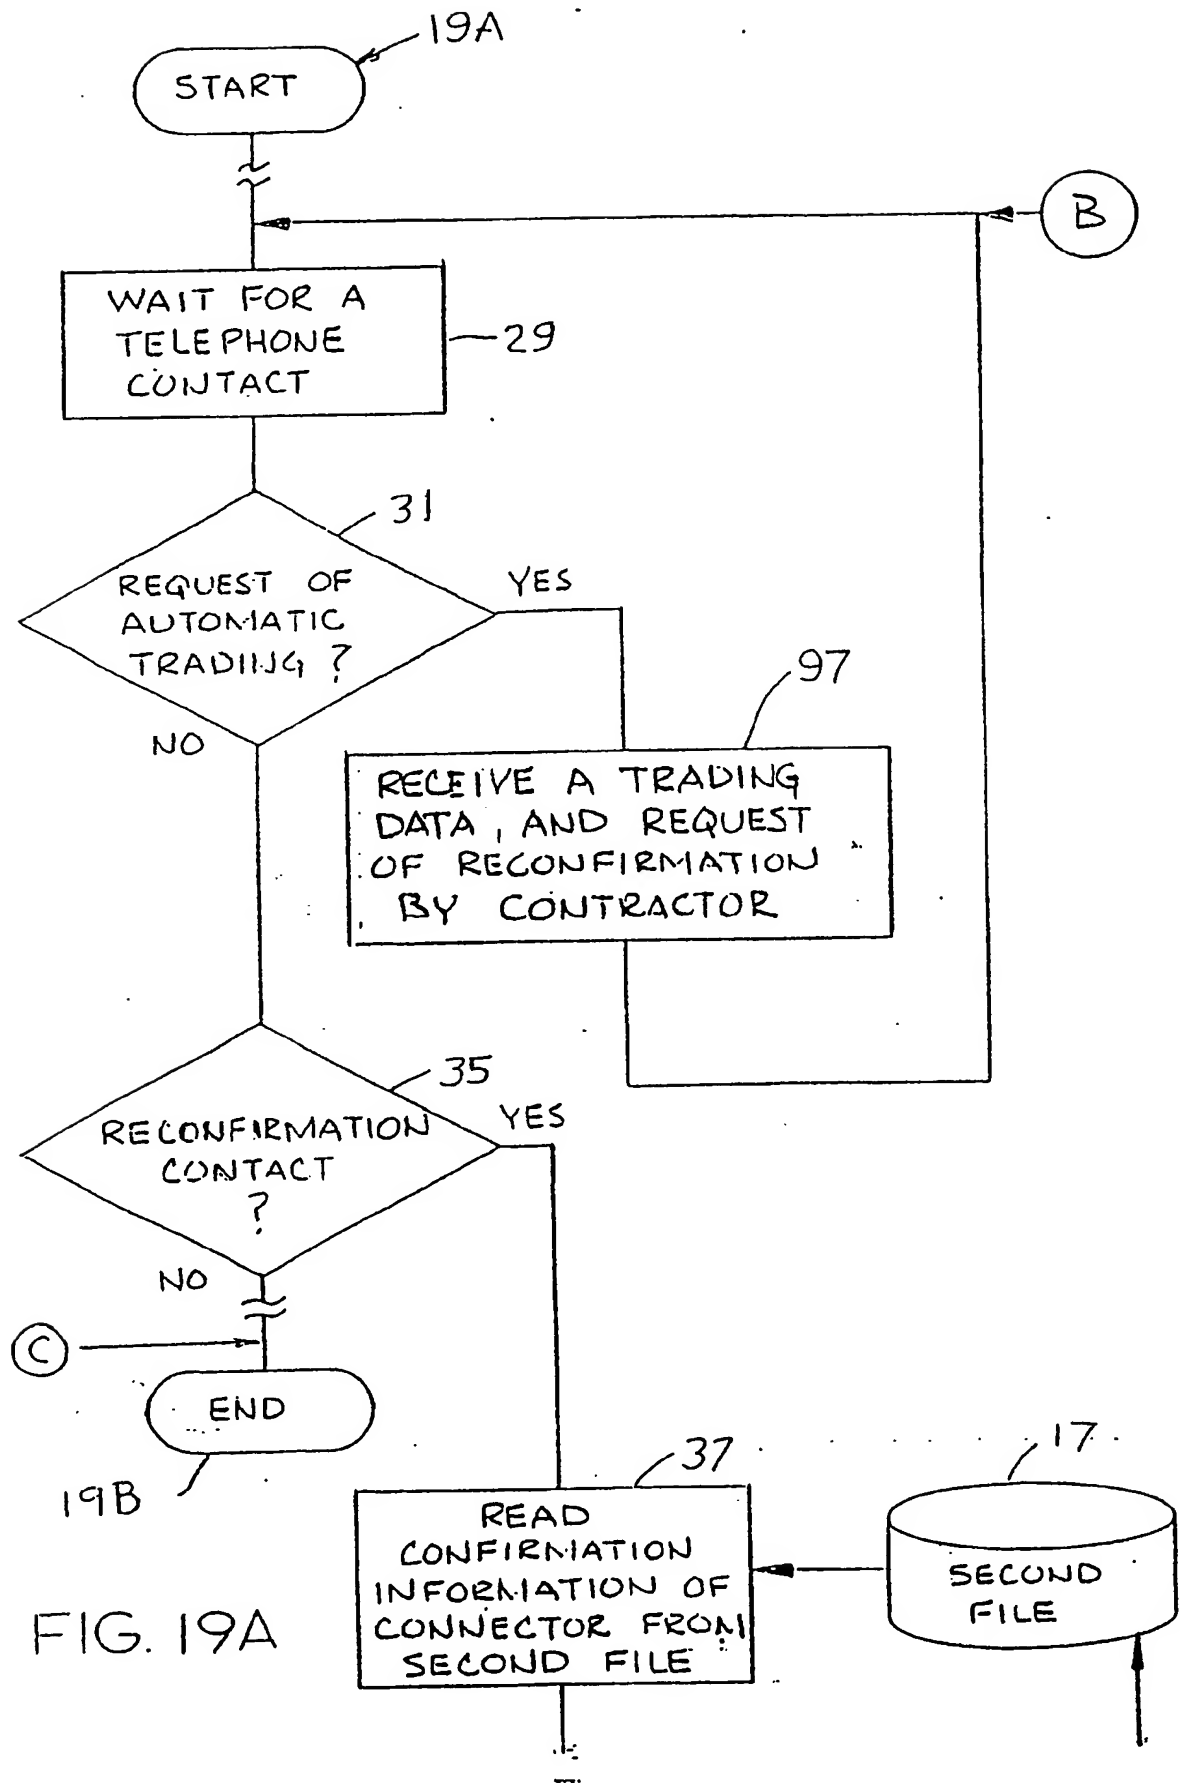 19A
START
B
WAIT FOR A
TELEPHONE
CONTACT
29
31
REQUEST OF
AUTOMATIC
TRADING ?
YES
NO
97
RECEIVE A TRADING
DATA, AND REQUEST
OF RECONFIRMATION
BY CONTRACTOR
35
RECONFIRMATION
CONTACT
?
YES
NO
C
END
19B
37
17
READ
CONFIRMATION
INFORMATION OF
CONNECTOR FROM
SECOND FILE
SECOND
FILE
FIG. 19A